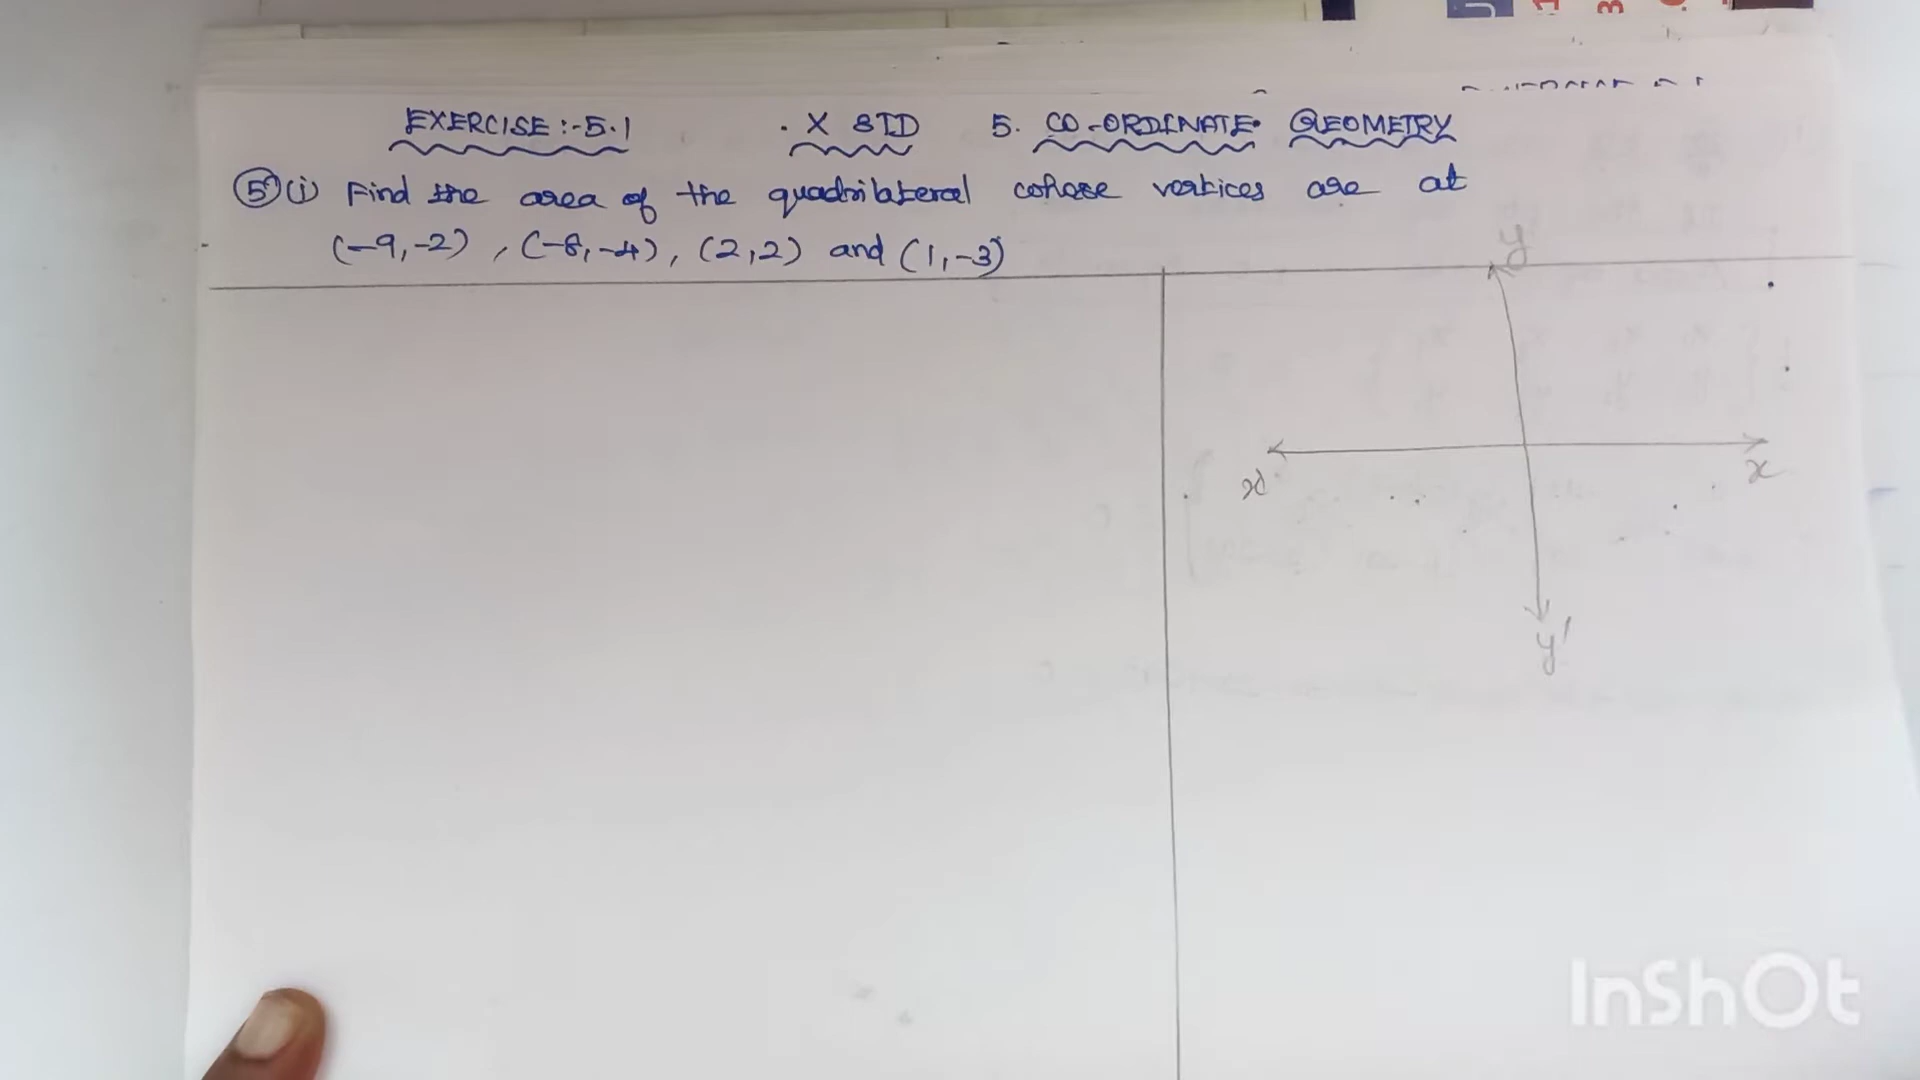 EXERCISE :- 5.1 X STD 5. CO-ORDINATE GEOMETRY
5 (i) Find the area of the quadrilateral whose vertices are at
(-9,-2), (-8,-4), (2,2) and (1,-3)
y
x' x
y'
InShOt